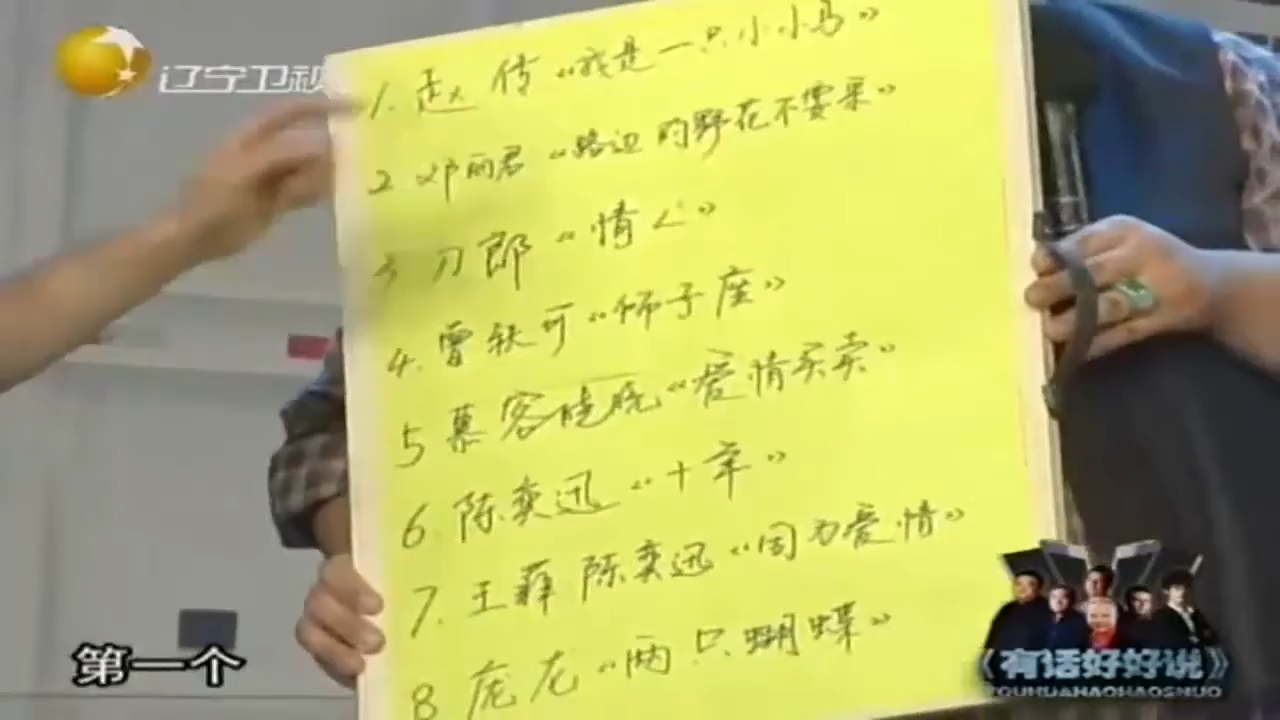 辽宁卫视
1. 赵传《我是一只小小鸟》
2. 邓丽君《路边的野花不要采》
3 刀郎《情人》
4. 曾轶可《狮子座》
5 慕容晓晓《爱情买卖》
6. 陈奕迅《十年》
7. 王菲 陈奕迅《因为爱情》
8 庞龙《两只蝴蝶》
第一个
《有话好好说》
YOUHUAHAOHAOSHUO